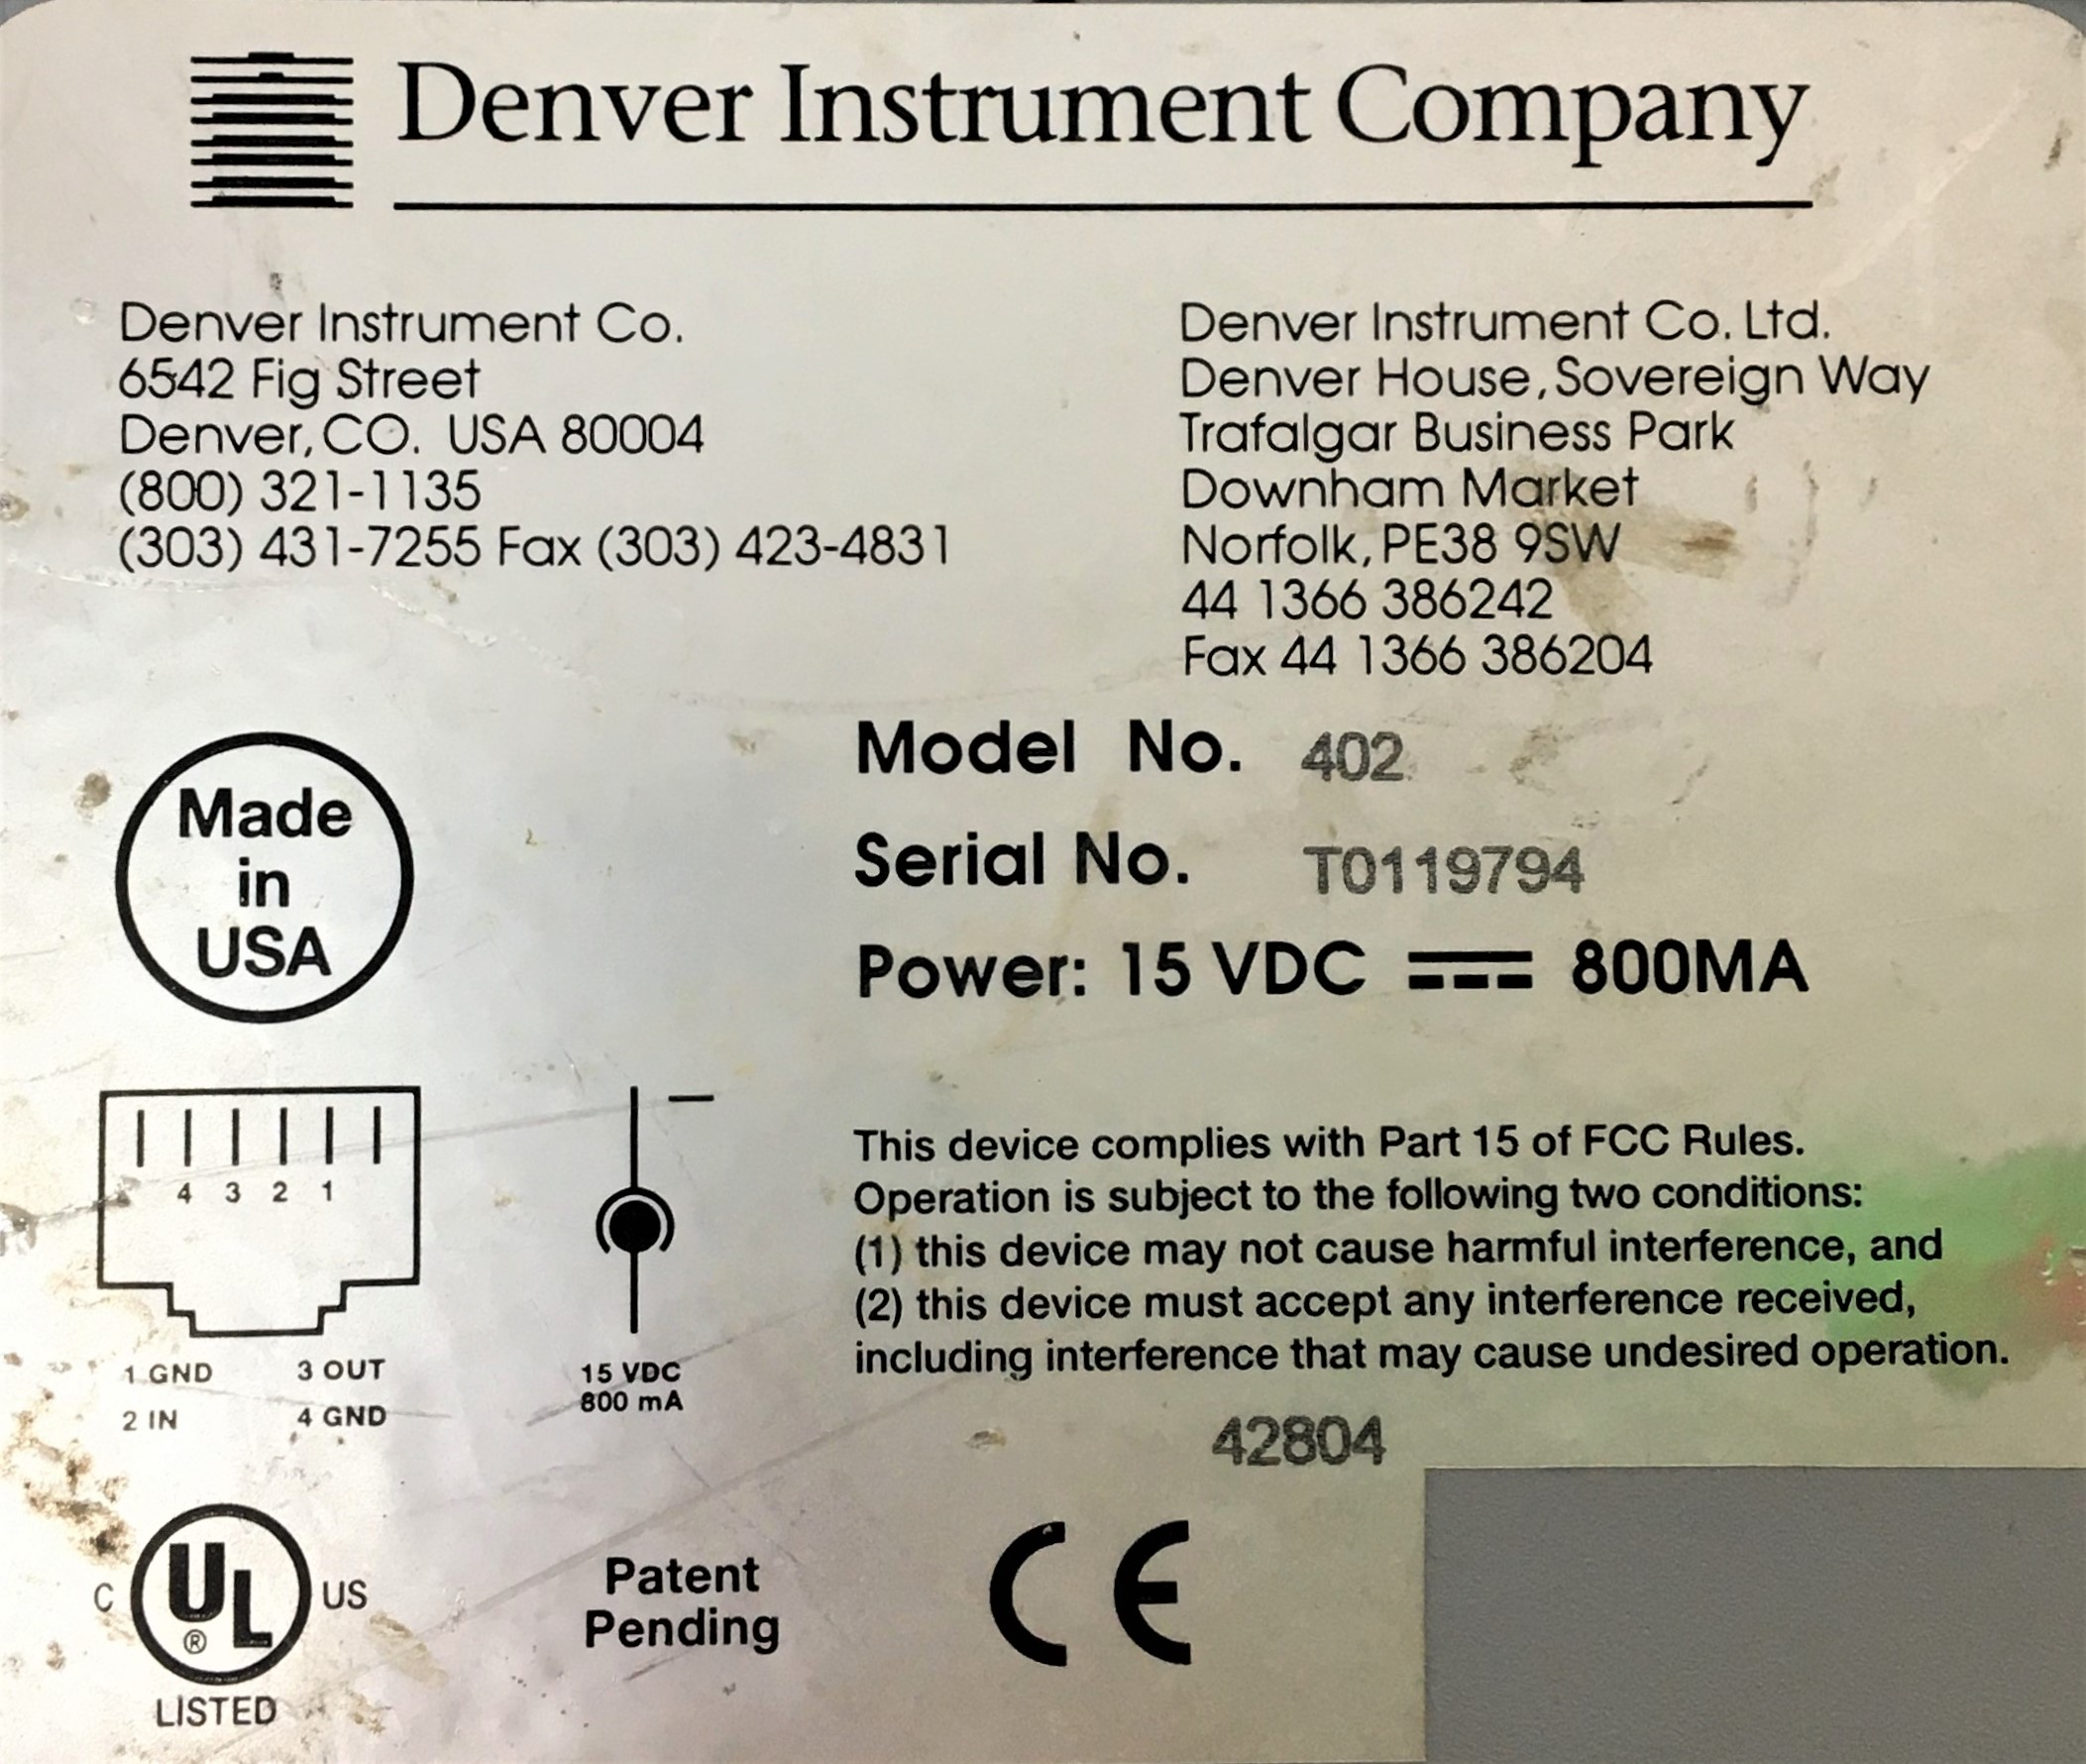 Denver Instrument Company
Denver Instrument Co.
6542 Fig Street
Denver, CO. USA 80004
(800) 321-1135
(303) 431-7255 Fax (303) 423-4831
Denver Instrument Co. Ltd.
Denver House, Sovereign Way
Trafalgar Business Park
Downham Market
Norfolk, PE38 9SW
44 1366 386242
Fax 44 1366 386204
Made
in
USA
Model No. 402
Serial No. T0119794
Power: 15 VDC 800MA
4 3 2 1
1 GND 3 OUT
2 IN 4 GND
–
15 VDC
800 mA
This device complies with Part 15 of FCC Rules.
Operation is subject to the following two conditions:
(1) this device may not cause harmful interference, and
(2) this device must accept any interference received,
including interference that may cause undesired operation.
42804
C UL ® US
LISTED
Patent
Pending
CE